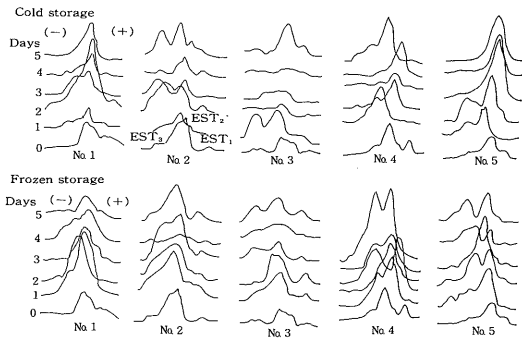 Cold storage
(—) (+)
Days
5
4
3
2
1
0
EST₂
EST₃ EST₁
No. 1 No. 2 No. 3 No. 4 No. 5
Frozen storage
Days (—) (+)
5
4
3
2
1
0
No. 1 No. 2 No. 3 No. 4 No. 5